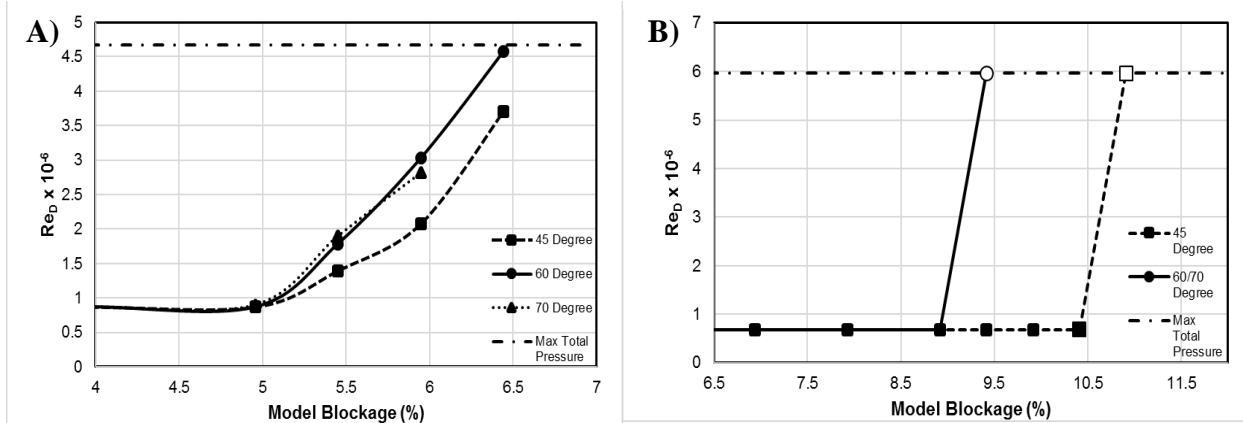 A)
5
4.5
4
3.5
3
2.5
2
1.5
1
0.5
0
Re_D x 10^-6
45 Degree
60 Degree
70 Degree
Max Total
Pressure
4
4.5
5
5.5
6
6.5
7
Model Blockage (%)
B)
7
6
5
4
3
2
1
0
Re_D x 10^-6
45
Degree
60/70
Degree
Max
Total
Pressure
6.5
7.5
8.5
9.5
10.5
11.5
Model Blockage (%)